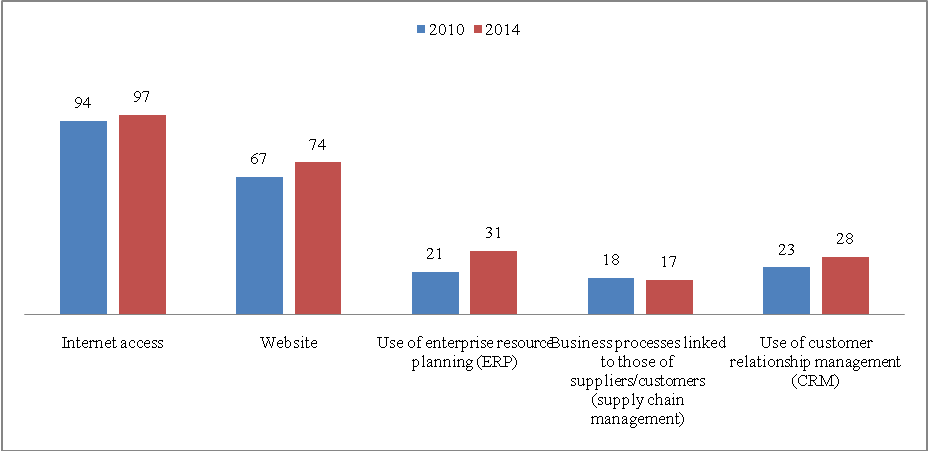 2010 2014
94 97
67 74
21 31
18 17
23 28
Internet access
Website
Use of enterprise resource
planning (ERP)
Business processes linked
to those of
suppliers/customers
(supply chain
management)
Use of customer
relationship management
(CRM)